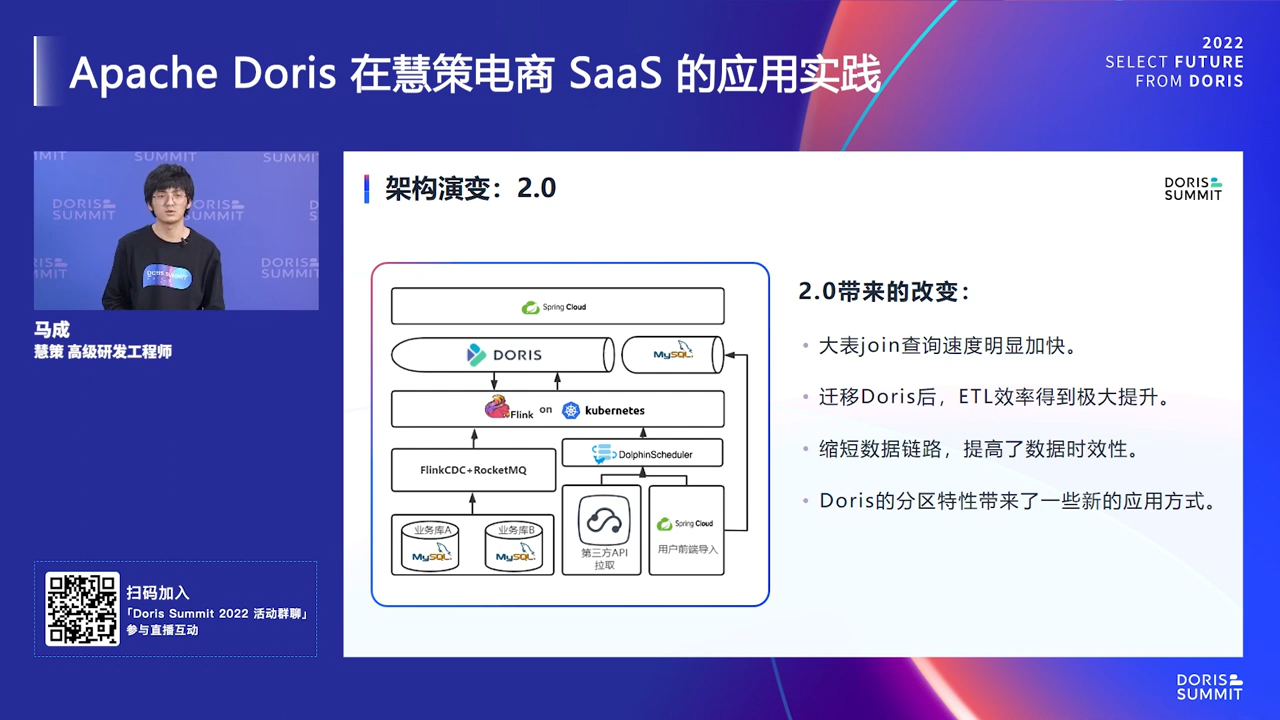 Apache Doris 在慧策电商 SaaS 的应用实践
2022
SELECT FUTURE
FROM DORIS
SUMMIT
SUMMIT
DORIS
SUMMIT
DORIS
SUMMIT
DORIS
SUMMIT
DORIS SUMMIT
马成
慧策 高级研发工程师
扫码加入
「Doris Summit 2022 活动群聊」
参与直播互动
架构演变：2.0
DORIS
SUMMIT
Spring Cloud
DORIS
MySQL
Flink on kubernetes
FlinkCDC+RocketMQ
DolphinScheduler
业务库A
MySQL
业务库B
MySQL
第三方API
拉取
Spring Cloud
用户前端导入
2.0带来的改变：
• 大表join查询速度明显加快。
• 迁移Doris后，ETL效率得到极大提升。
• 缩短数据链路，提高了数据时效性。
• Doris的分区特性带来了一些新的应用方式。
DORIS
SUMMIT